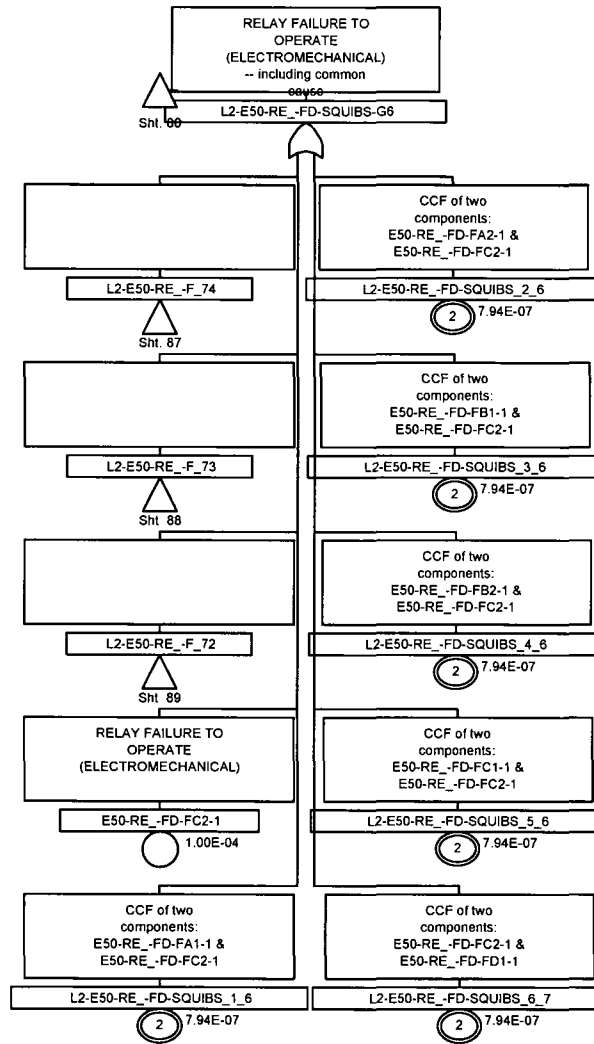 RELAY FAILURE TO
OPERATE
(ELECTROMECHANICAL)
-- including common
cause
L2-E50-RE_-FD-SQUIBS-G6
Sht.
L2-E50-RE_-F_74
Sht. 87
CCF of two
components:
E50-RE_-FD-FA2-1 &
E50-RE_-FD-FC2-1
L2-E50-RE_-FD-SQUIBS_2_6
2
7.94E-07
L2-E50-RE_-F_73
Sht 88
CCF of two
components:
E50-RE_-FD-FB1-1 &
E50-RE_-FD-FC2-1
L2-E50-RE_-FD-SQUIBS_3_6
2
7.94E-07
L2-E50-RE_-F_72
Sht 89
CCF of two
components:
E50-RE_-FD-FB2-1 &
E50-RE_-FD-FC2-1
L2-E50-RE_-FD-SQUIBS_4_6
2
7.94E-07
RELAY FAILURE TO
OPERATE
(ELECTROMECHANICAL)
E50-RE_-FD-FC2-1
1.00E-04
CCF of two
components:
E50-RE_-FD-FC1-1 &
E50-RE_-FD-FC2-1
L2-E50-RE_-FD-SQUIBS_5_6
2
7.94E-07
CCF of two
components:
E50-RE_-FD-FA1-1 &
E50-RE_-FD-FC2-1
L2-E50-RE_-FD-SQUIBS_1_6
2
7.94E-07
CCF of two
components:
E50-RE_-FD-FC2-1 &
E50-RE_-FD-FD1-1
L2-E50-RE_-FD-SQUIBS_6_7
2
7.94E-07